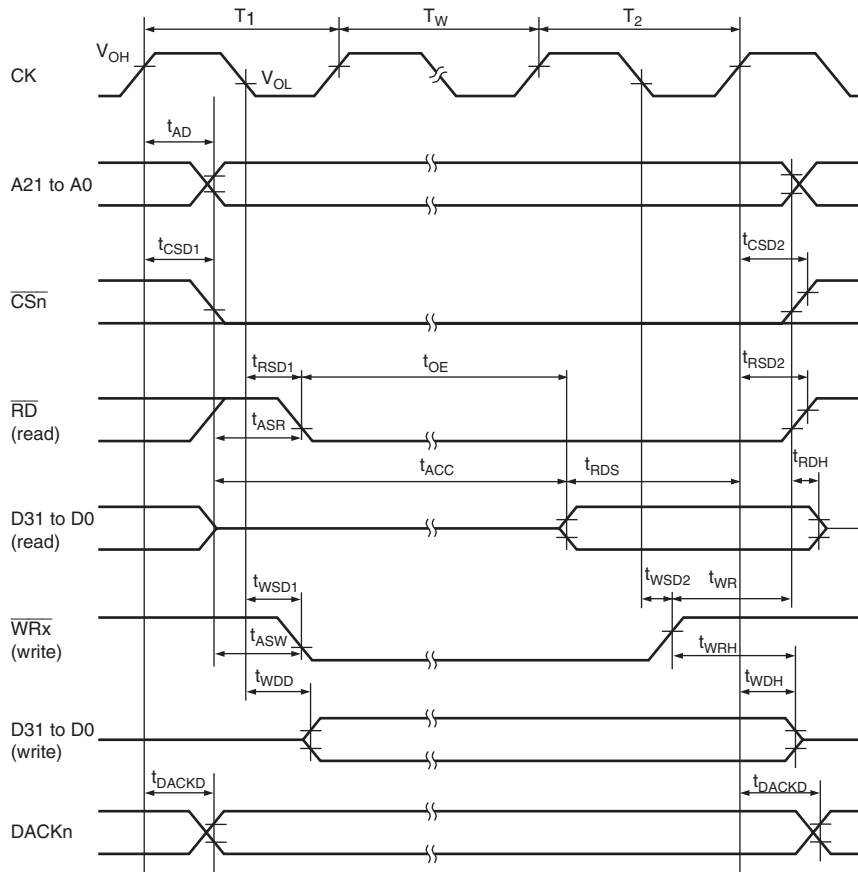 T1 TW T2
VOH
CK
VOL
tAD
A21 to A0
tCSD1 tCSD2
CSn
tRSD1 tOE tRSD2
RD
(read)
tASR
tACC tRDS tRDH
D31 to D0
(read)
tWSD1 tWSD2 tWR
WRx
(write)
tASW tWRH
tWDD tWDH
D31 to D0
(write)
tDACKD tDACKD
DACKn